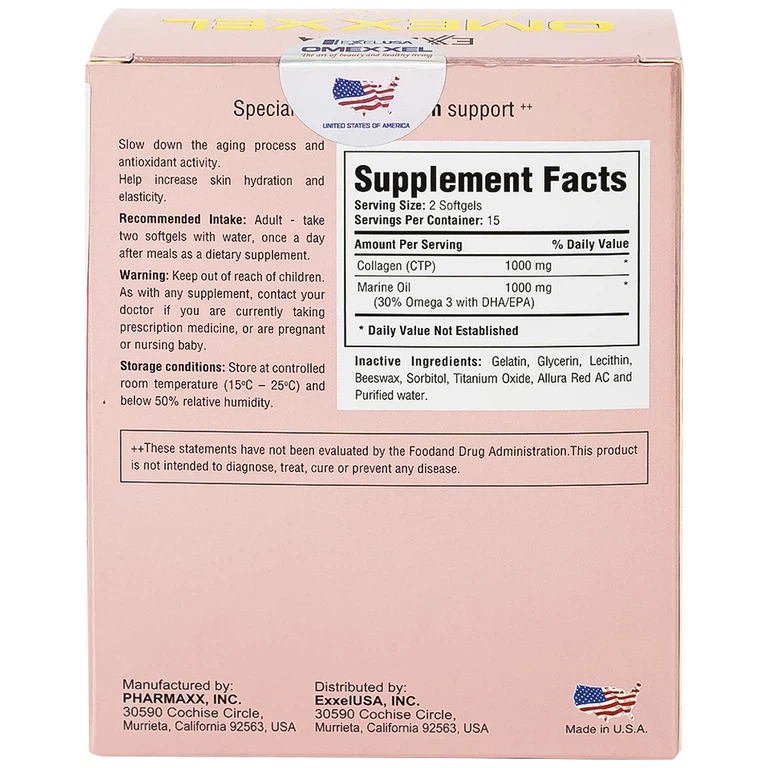 OMEXXEL
EXXELUSA
OMEXXEL
The art of beauty and healthy living
UNITED STATES OF AMERICA
Special support ++
Slow down the aging process and
antioxidant activity.
Help increase skin hydration and
elasticity.
Recommended Intake: Adult - take
two softgels with water, once a day
after meals as a dietary supplement.
Warning: Keep out of reach of children.
As with any supplement, contact your
doctor if you are currently taking
prescription medicine, or are pregnant
or nursing baby.
Storage conditions: Store at controlled
room temperature (15ºC – 25ºC) and
below 50% relative humidity.
Supplement Facts
Serving Size: 2 Softgels
Servings Per Container: 15
Amount Per Serving % Daily Value
Collagen (CTP) 1000 mg *
Marine Oil 1000 mg *
(30% Omega 3 with DHA/EPA)
* Daily Value Not Established
Inactive Ingredients: Gelatin, Glycerin, Lecithin,
Beeswax, Sorbitol, Titanium Oxide, Allura Red AC and
Purified water.
++These statements have not been evaluated by the Foodand Drug Administration.This product
is not intended to diagnose, treat, cure or prevent any disease.
Manufactured by:
PHARMAXX, INC.
30590 Cochise Circle,
Murrieta, California 92563, USA
Distributed by:
ExxelUSA, INC.
30590 Cochise Circle,
Murrieta, California 92563, USA
Made in U.S.A.